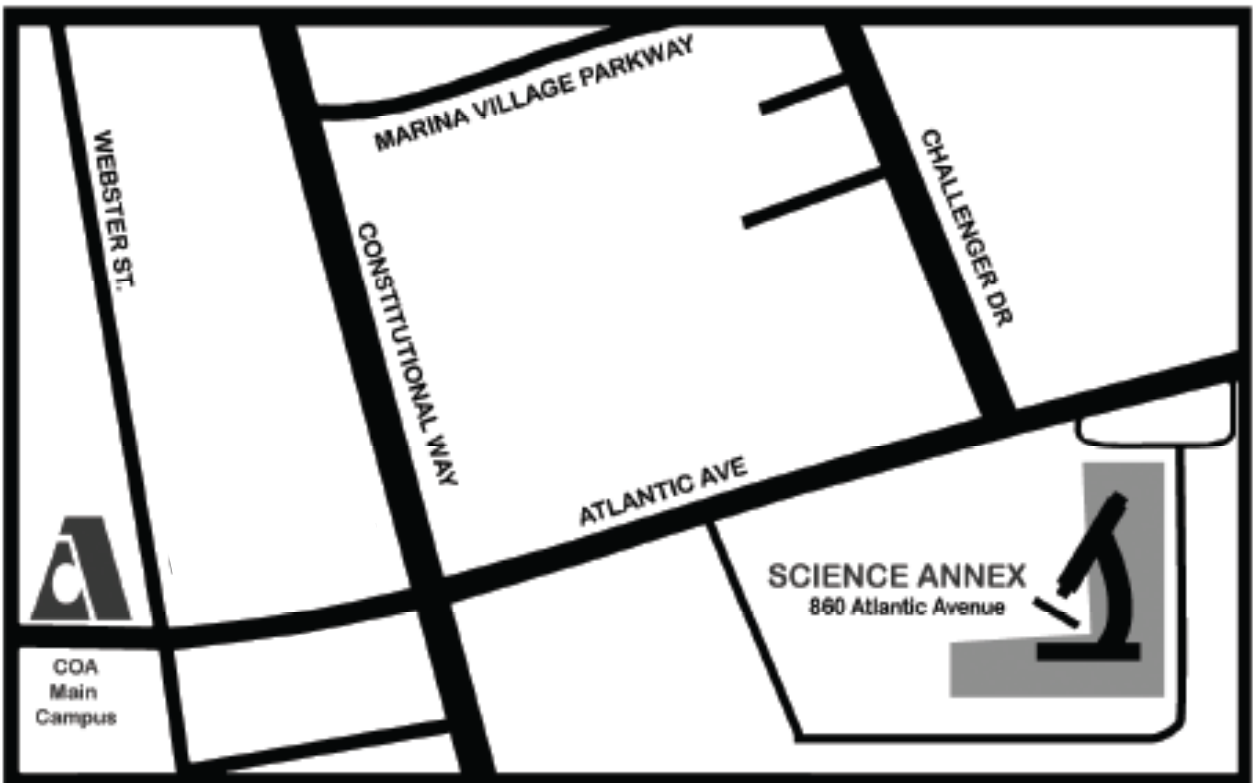 MARINA VILLAGE PARKWAY
WEBSTER ST.
CHALLENGER DR
CONSTITUTIONAL WAY
ATLANTIC AVE
SCIENCE ANNEX
860 Atlantic Avenue
COA
Main
Campus